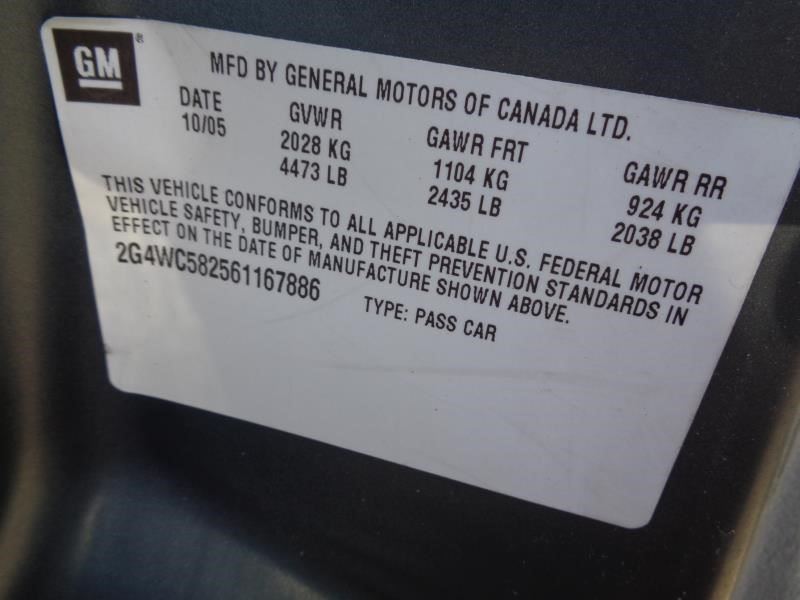 GM®
MFD BY GENERAL MOTORS OF CANADA LTD.
DATE GVWR GAWR FRT GAWR RR
10/05 2028 KG 1104 KG 924 KG
4473 LB 2435 LB 2038 LB
THIS VEHICLE CONFORMS TO ALL APPLICABLE U.S. FEDERAL MOTOR
VEHICLE SAFETY, BUMPER, AND THEFT PREVENTION STANDARDS IN
EFFECT ON THE DATE OF MANUFACTURE SHOWN ABOVE.
2G4WC582561167886 TYPE: PASS CAR